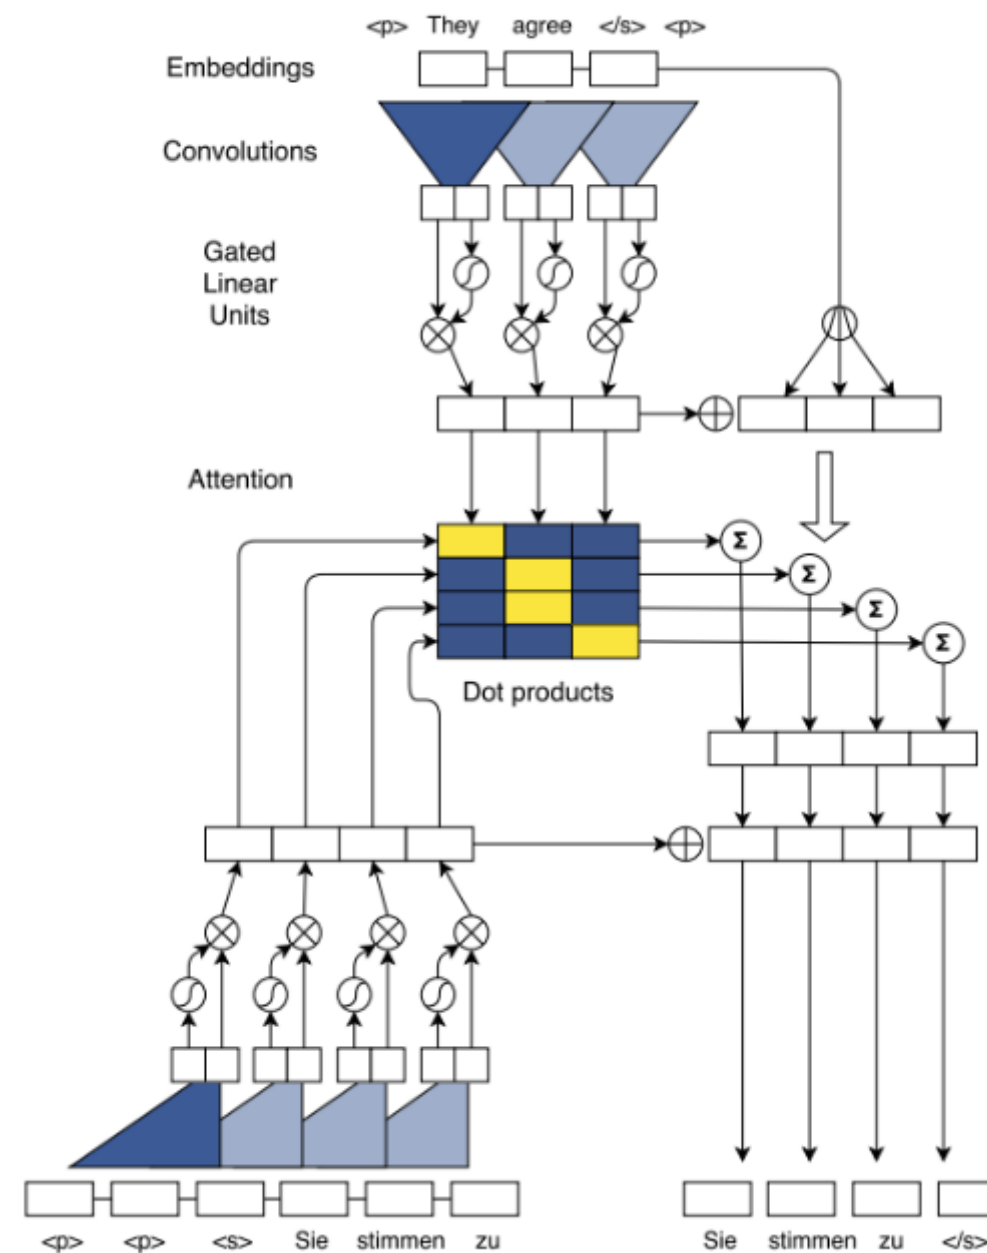 <p> They agree </s> <p>
Embeddings
Convolutions
Gated
Linear
Units
Attention
Σ
Σ
Σ
Σ
Dot products
<p> <p> <s> Sie stimmen zu
Sie stimmen zu </s>